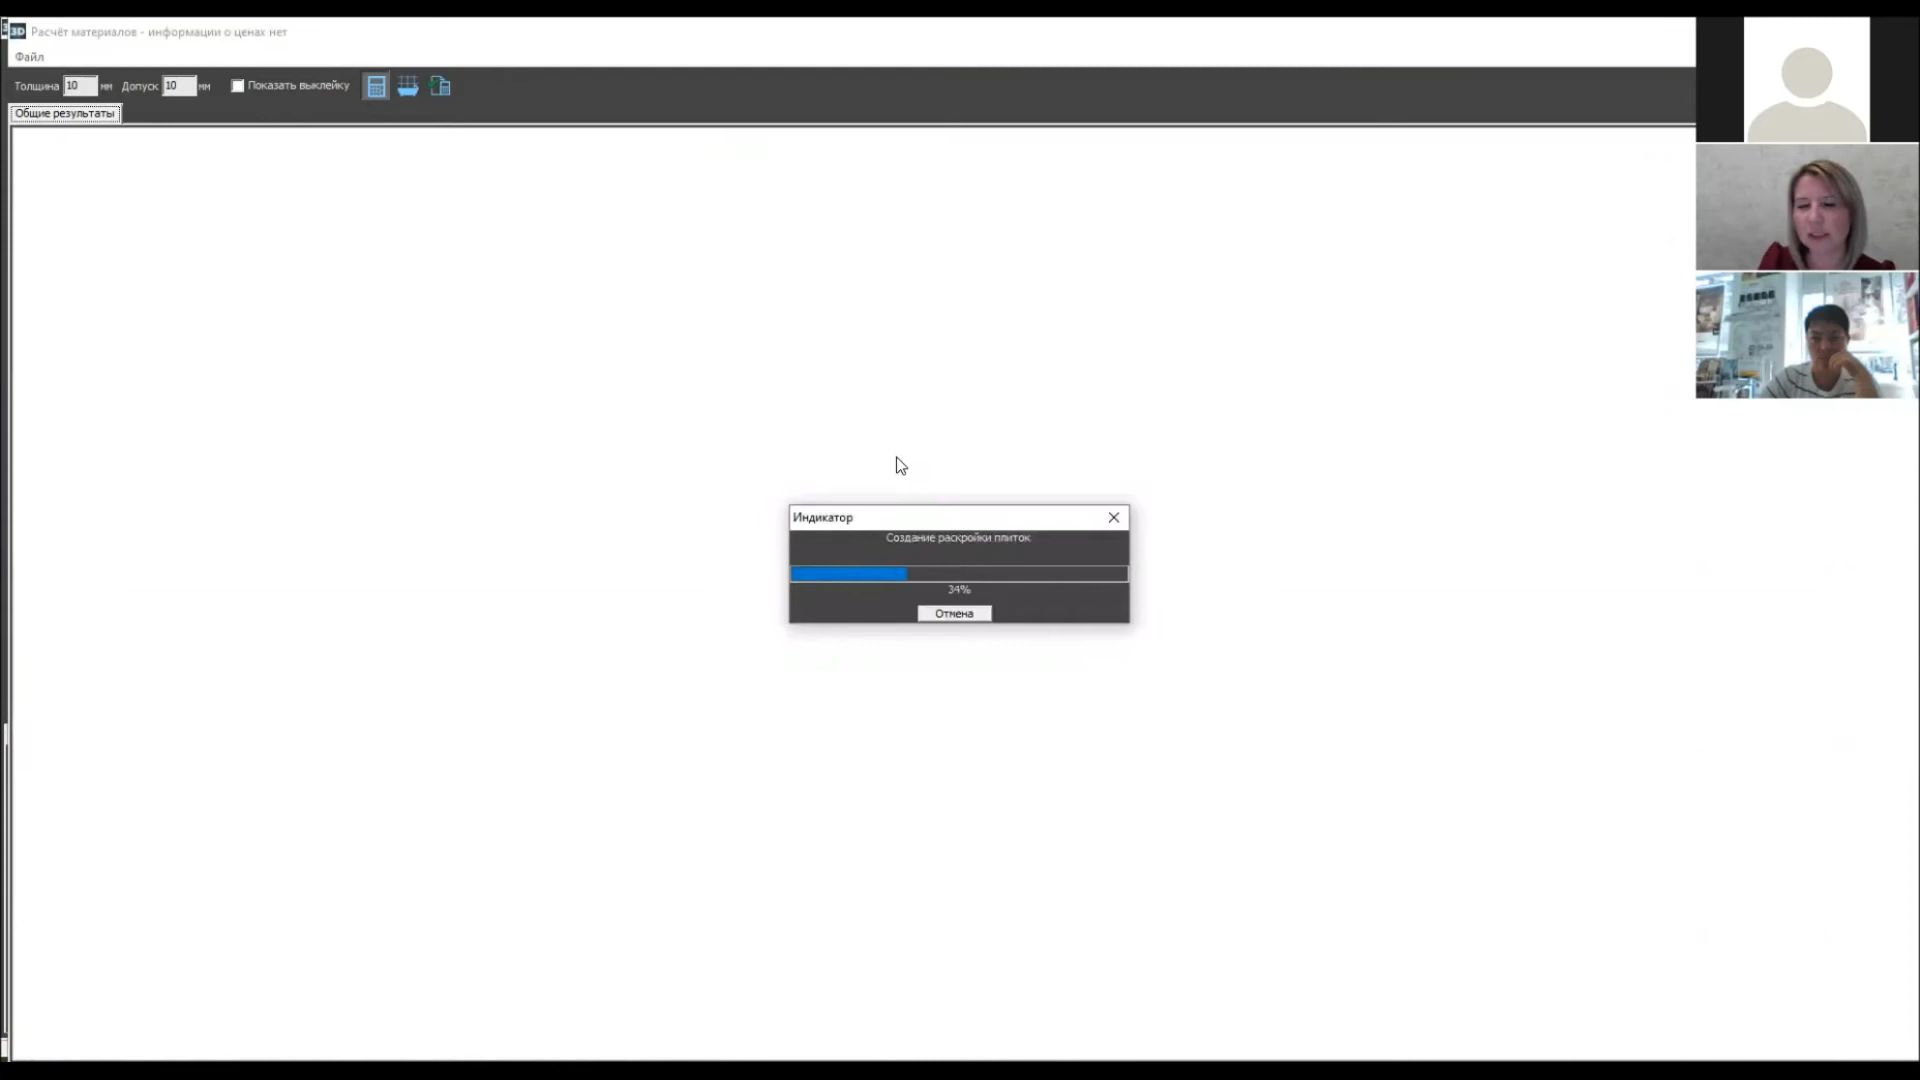 3D Расчёт материалов - информации о ценах нет
Файл
Толщина 10 мм Допуск 10 мм Показать выклейку
Общие результаты
Индикатор
Создание раскройки плиток
34%
Отмена